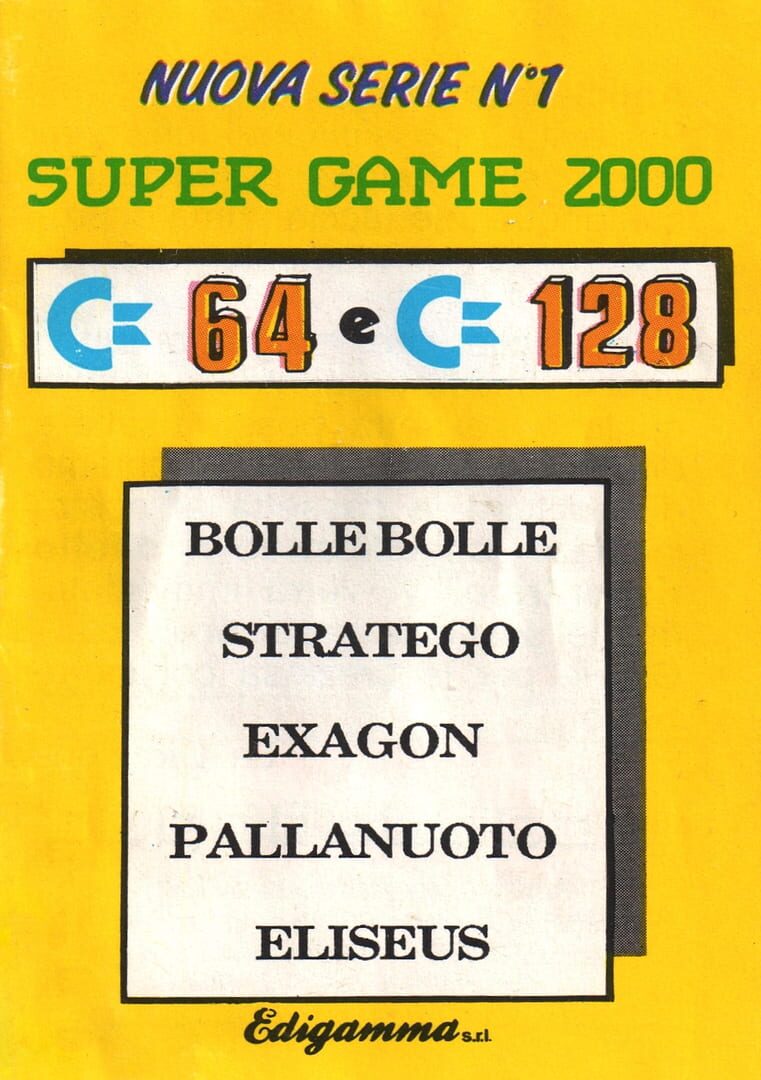 NUOVA SERIE N°1
SUPER GAME 2000
64 e 128
BOLLE BOLLE
STRATEGO
EXAGON
PALLANUOTO
ELISEUS
Edigamma s.r.l.